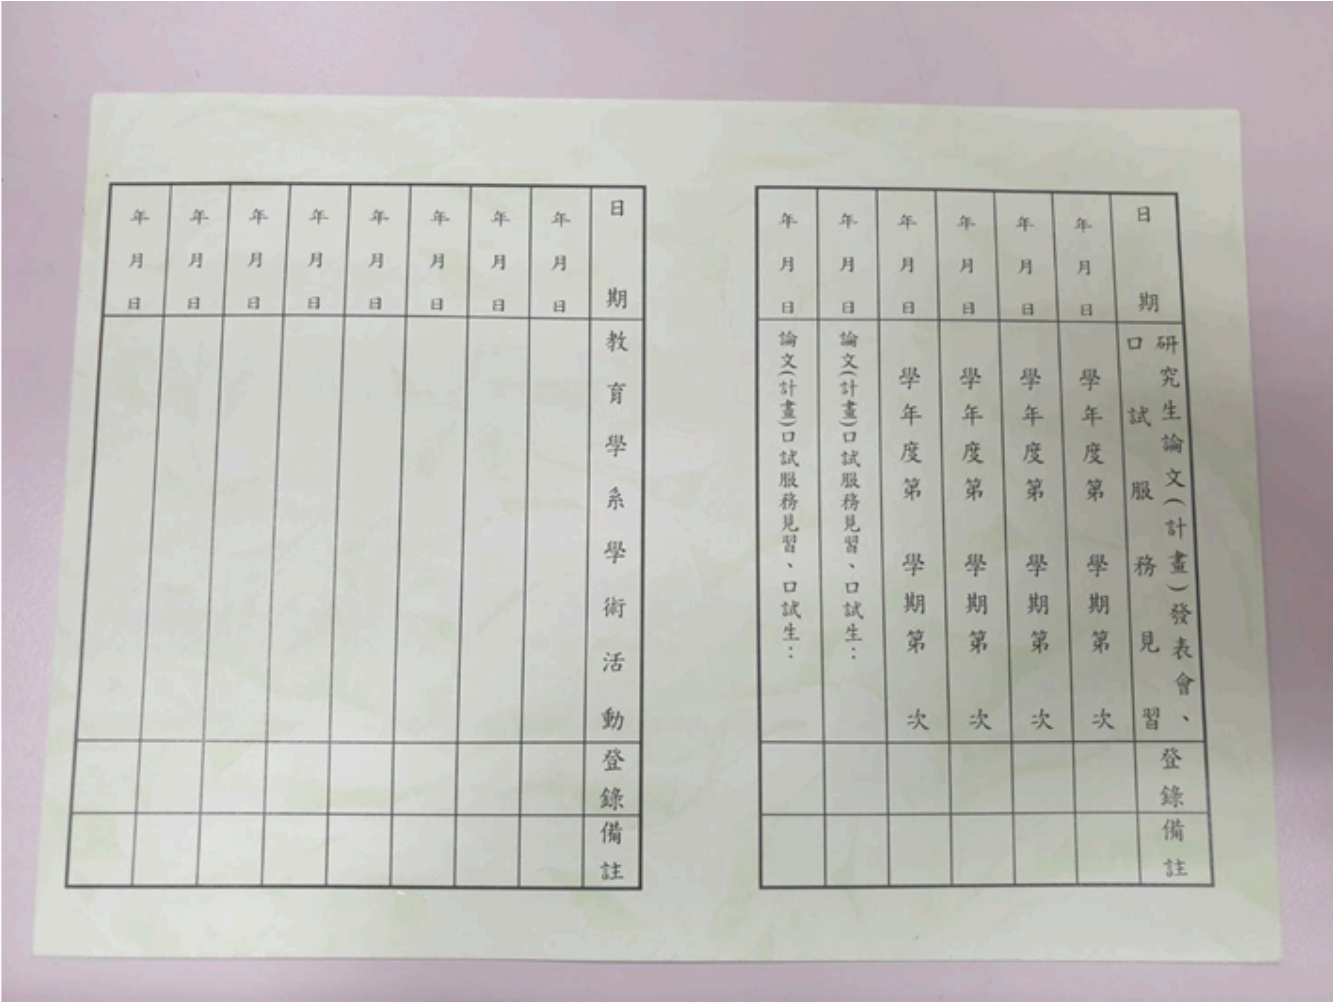 日期
研究生論文(計畫)發表會、
口試服務見習
登錄
備註
年月日
學年度第 學期第 次
年月日
學年度第 學期第 次
年月日
學年度第 學期第 次
年月日
學年度第 學期第 次
年月日
論文(計畫)口試服務見習、口試生：
年月日
論文(計畫)口試服務見習、口試生：
日期
教育學系學術活動
登錄
備註
年月日
年月日
年月日
年月日
年月日
年月日
年月日
年月日